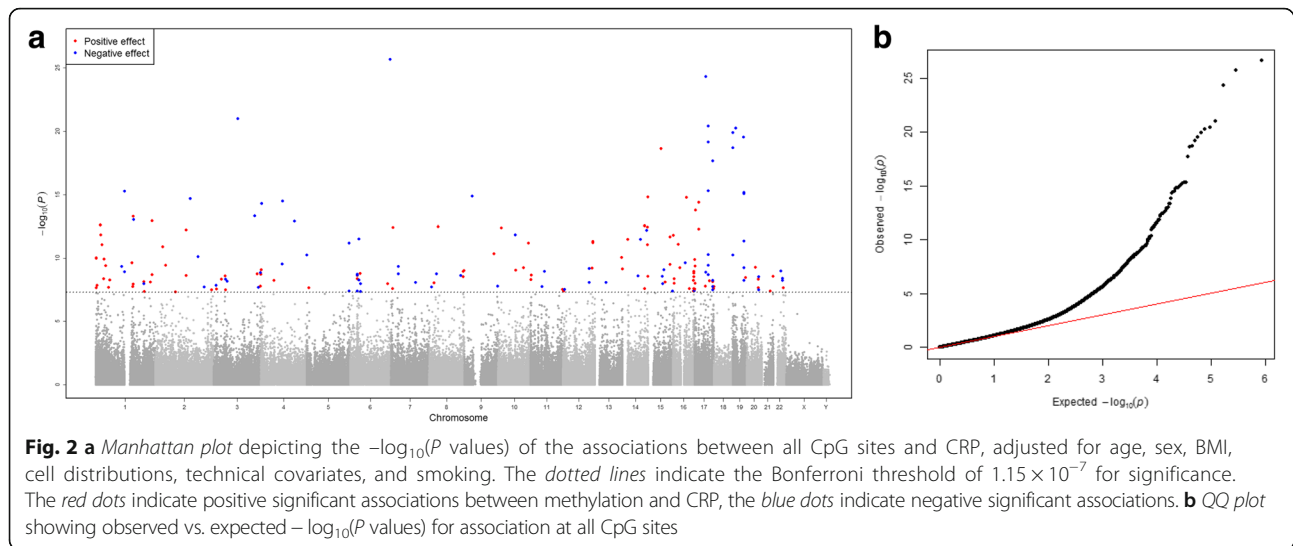 a
Positive effect
Negative effect
−log₁₀(P)
25
20
15
10
5
0
1 2 3 4 5 6 7 8 9 10 11 12 13 14 15 16 17 18 19 20 21 22 X Y
Chromosome
b
Observed −log₁₀(p)
25
20
15
10
5
0
0 1 2 3 4 5 6
Expected −log₁₀(p)
Fig. 2 a Manhattan plot depicting the –log₁₀(P values) of the associations between all CpG sites and CRP, adjusted for age, sex, BMI,
cell distributions, technical covariates, and smoking. The dotted lines indicate the Bonferroni threshold of 1.15 × 10⁻⁷ for significance.
The red dots indicate positive significant associations between methylation and CRP, the blue dots indicate negative significant associations. b QQ plot
showing observed vs. expected – log₁₀(P values) for association at all CpG sites